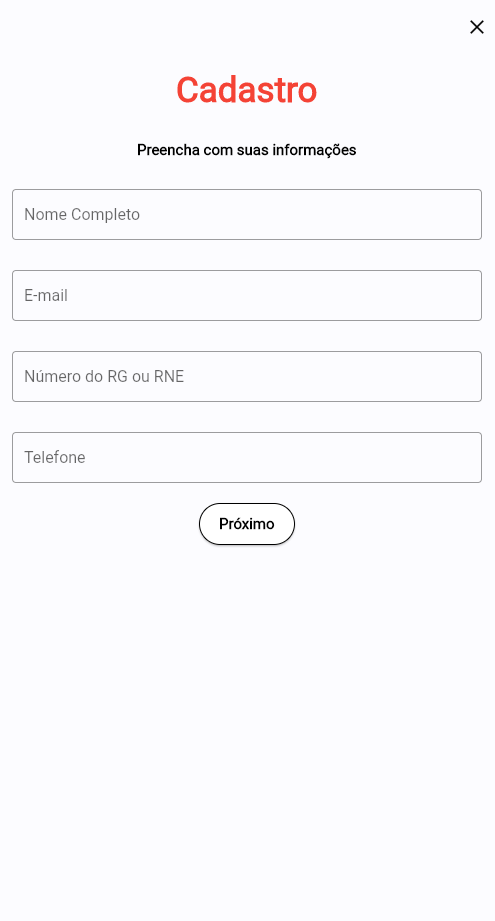 Cadastro
Preencha com suas informações
Nome Completo
E-mail
Número do RG ou RNE
Telefone
Próximo